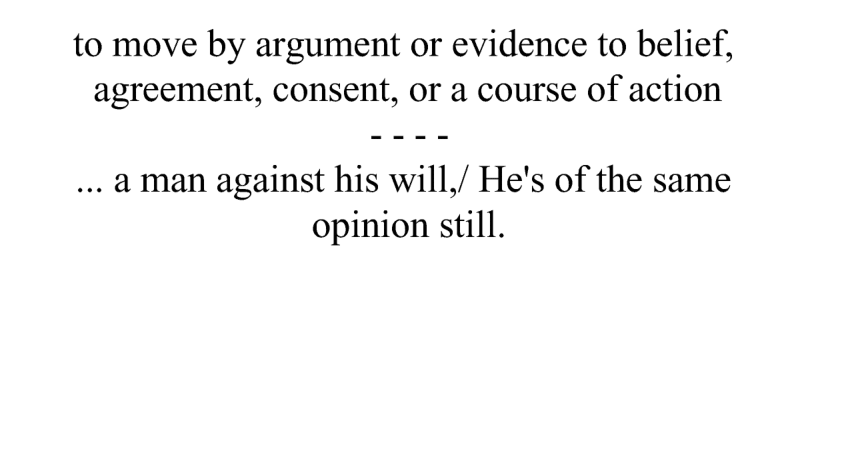 to move by argument or evidence to belief,
agreement, consent, or a course of action
- - - -
... a man against his will,/ He's of the same
opinion still.